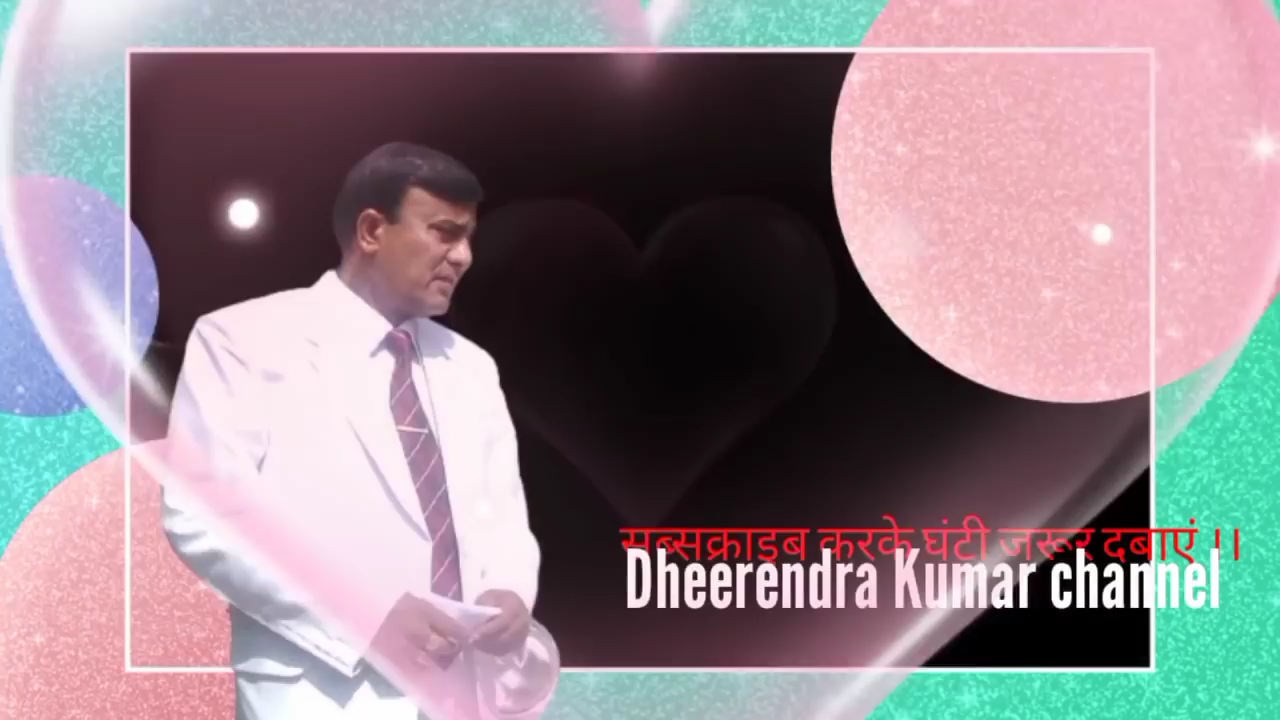 सब्सक्राइब करके घंटी जरूर दबाएं ।।
Dheerendra Kumar channel